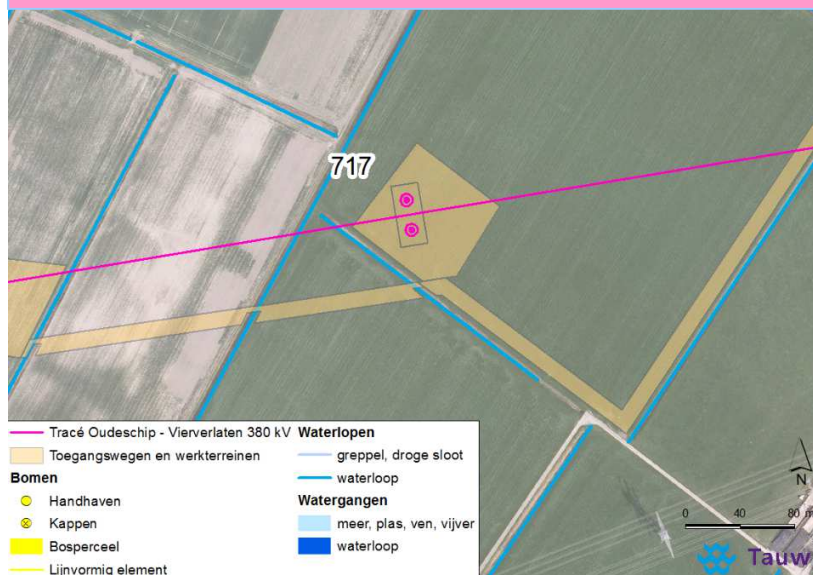 717
Tracé Oudeschip - Vierverlaten 380 kV
Toegangswegen en werkterreinen
Bomen
Handhaven
Kappen
Bosperceel
Lijnvormig element
Waterlopen
greppel, droge sloot
waterloop
Watergangen
meer, plas, ven, vijver
waterloop
N
0 40 80 m
Tauw